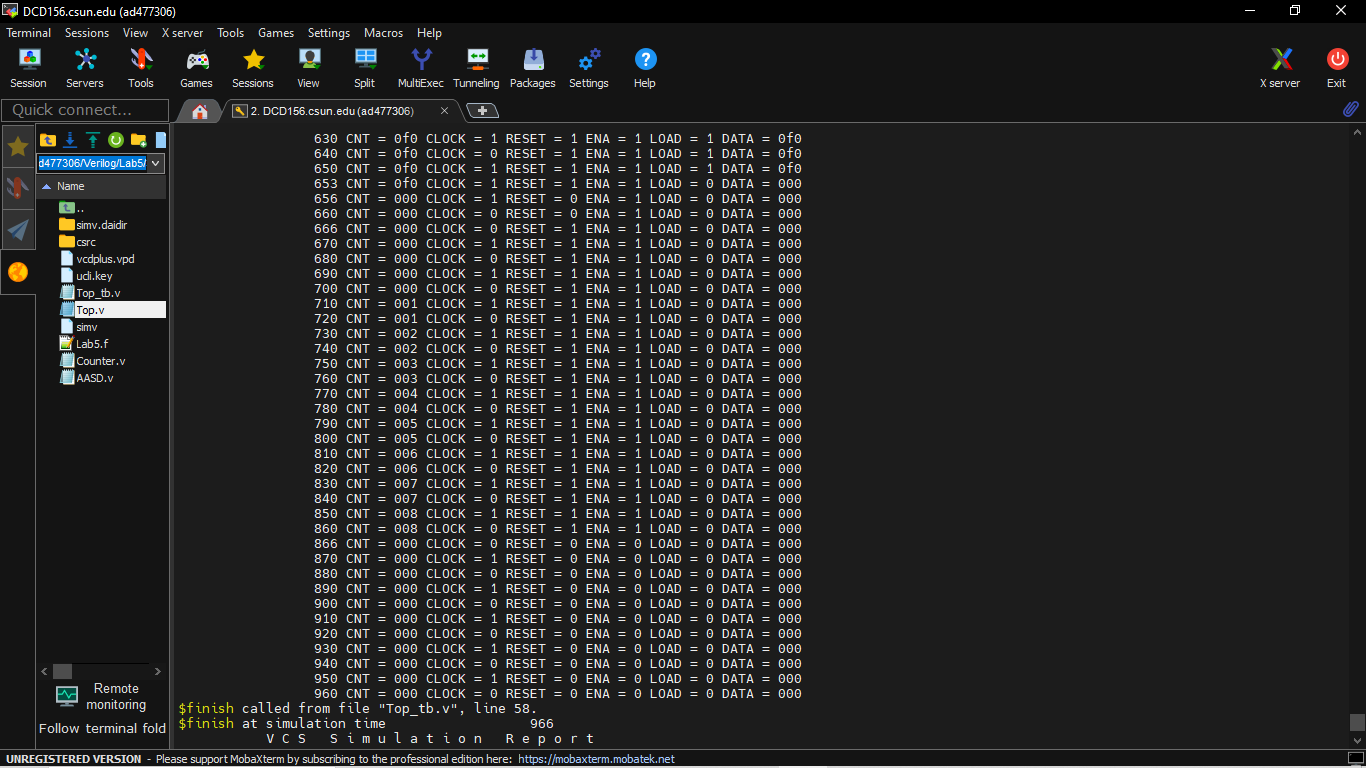 DCD156.csun.edu (ad477306)
Terminal Sessions View X server Tools Games Settings Macros Help
Session Servers Tools Games Sessions View Split MultiExec Tunneling Packages Settings Help X server Exit
Quick connect...
2. DCD156.csun.edu (ad477306)
d477306/Verilog/Lab5/
Name
..
simv.daidir
csrc
vcdplus.vpd
ucli.key
Top_tb.v
Top.v
simv
Lab5.f
Counter.v
AASD.v
Remote
monitoring
Follow terminal fold
630 CNT = 0f0 CLOCK = 1 RESET = 1 ENA = 1 LOAD = 1 DATA = 0f0
640 CNT = 0f0 CLOCK = 0 RESET = 1 ENA = 1 LOAD = 1 DATA = 0f0
650 CNT = 0f0 CLOCK = 1 RESET = 1 ENA = 1 LOAD = 1 DATA = 0f0
653 CNT = 0f0 CLOCK = 1 RESET = 1 ENA = 1 LOAD = 0 DATA = 000
656 CNT = 000 CLOCK = 1 RESET = 0 ENA = 1 LOAD = 0 DATA = 000
660 CNT = 000 CLOCK = 0 RESET = 0 ENA = 1 LOAD = 0 DATA = 000
666 CNT = 000 CLOCK = 0 RESET = 1 ENA = 1 LOAD = 0 DATA = 000
670 CNT = 000 CLOCK = 1 RESET = 1 ENA = 1 LOAD = 0 DATA = 000
680 CNT = 000 CLOCK = 0 RESET = 1 ENA = 1 LOAD = 0 DATA = 000
690 CNT = 000 CLOCK = 1 RESET = 1 ENA = 1 LOAD = 0 DATA = 000
700 CNT = 000 CLOCK = 0 RESET = 1 ENA = 1 LOAD = 0 DATA = 000
710 CNT = 001 CLOCK = 1 RESET = 1 ENA = 1 LOAD = 0 DATA = 000
720 CNT = 001 CLOCK = 0 RESET = 1 ENA = 1 LOAD = 0 DATA = 000
730 CNT = 002 CLOCK = 1 RESET = 1 ENA = 1 LOAD = 0 DATA = 000
740 CNT = 002 CLOCK = 0 RESET = 1 ENA = 1 LOAD = 0 DATA = 000
750 CNT = 003 CLOCK = 1 RESET = 1 ENA = 1 LOAD = 0 DATA = 000
760 CNT = 003 CLOCK = 0 RESET = 1 ENA = 1 LOAD = 0 DATA = 000
770 CNT = 004 CLOCK = 1 RESET = 1 ENA = 1 LOAD = 0 DATA = 000
780 CNT = 004 CLOCK = 0 RESET = 1 ENA = 1 LOAD = 0 DATA = 000
790 CNT = 005 CLOCK = 1 RESET = 1 ENA = 1 LOAD = 0 DATA = 000
800 CNT = 005 CLOCK = 0 RESET = 1 ENA = 1 LOAD = 0 DATA = 000
810 CNT = 006 CLOCK = 1 RESET = 1 ENA = 1 LOAD = 0 DATA = 000
820 CNT = 006 CLOCK = 0 RESET = 1 ENA = 1 LOAD = 0 DATA = 000
830 CNT = 007 CLOCK = 1 RESET = 1 ENA = 1 LOAD = 0 DATA = 000
840 CNT = 007 CLOCK = 0 RESET = 1 ENA = 1 LOAD = 0 DATA = 000
850 CNT = 008 CLOCK = 1 RESET = 1 ENA = 1 LOAD = 0 DATA = 000
860 CNT = 008 CLOCK = 0 RESET = 1 ENA = 1 LOAD = 0 DATA = 000
866 CNT = 000 CLOCK = 0 RESET = 0 ENA = 0 LOAD = 0 DATA = 000
870 CNT = 000 CLOCK = 1 RESET = 0 ENA = 0 LOAD = 0 DATA = 000
880 CNT = 000 CLOCK = 0 RESET = 0 ENA = 0 LOAD = 0 DATA = 000
890 CNT = 000 CLOCK = 1 RESET = 0 ENA = 0 LOAD = 0 DATA = 000
900 CNT = 000 CLOCK = 0 RESET = 0 ENA = 0 LOAD = 0 DATA = 000
910 CNT = 000 CLOCK = 1 RESET = 0 ENA = 0 LOAD = 0 DATA = 000
920 CNT = 000 CLOCK = 0 RESET = 0 ENA = 0 LOAD = 0 DATA = 000
930 CNT = 000 CLOCK = 1 RESET = 0 ENA = 0 LOAD = 0 DATA = 000
940 CNT = 000 CLOCK = 0 RESET = 0 ENA = 0 LOAD = 0 DATA = 000
950 CNT = 000 CLOCK = 1 RESET = 0 ENA = 0 LOAD = 0 DATA = 000
960 CNT = 000 CLOCK = 0 RESET = 0 ENA = 0 LOAD = 0 DATA = 000
$finish called from file "Top_tb.v", line 58.
$finish at simulation time 966
V C S S i m u l a t i o n R e p o r t
UNREGISTERED VERSION - Please support MobaXterm by subscribing to the professional edition here: https://mobaxterm.mobatek.net